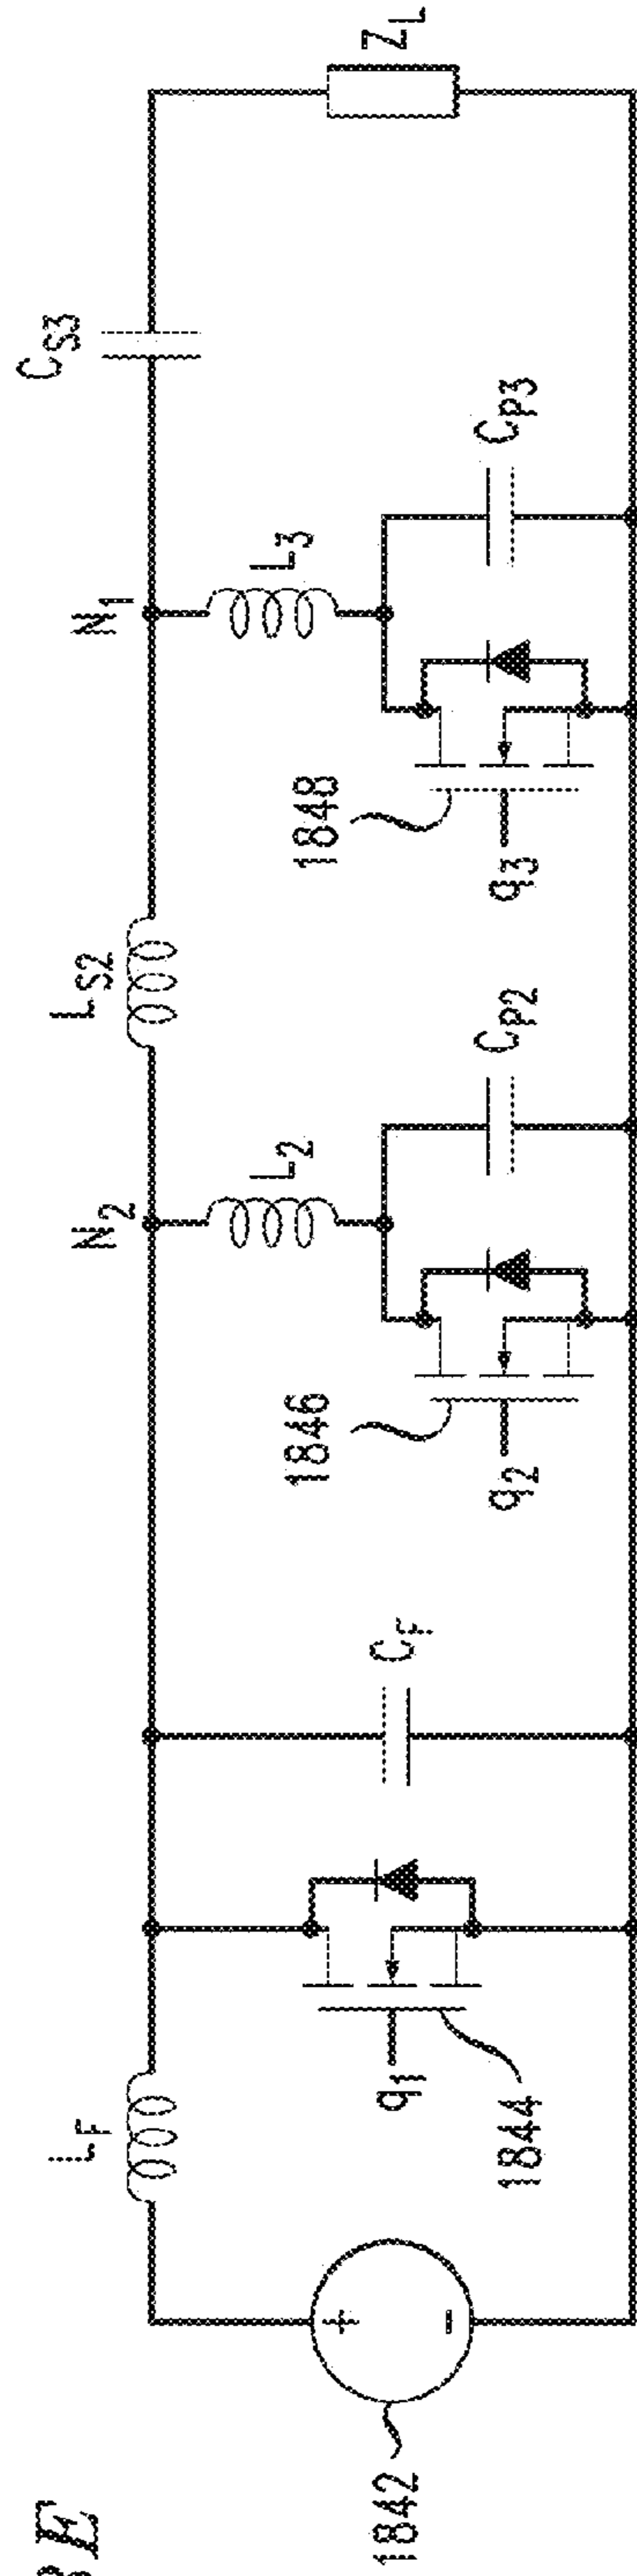 L_F
C_F
N_2
L_2
C_P2
L_S2
N_1
L_3
C_P3
C_S3
Z_L
+
-
1842
q_1
1844
1846
q_2
1848
q_3